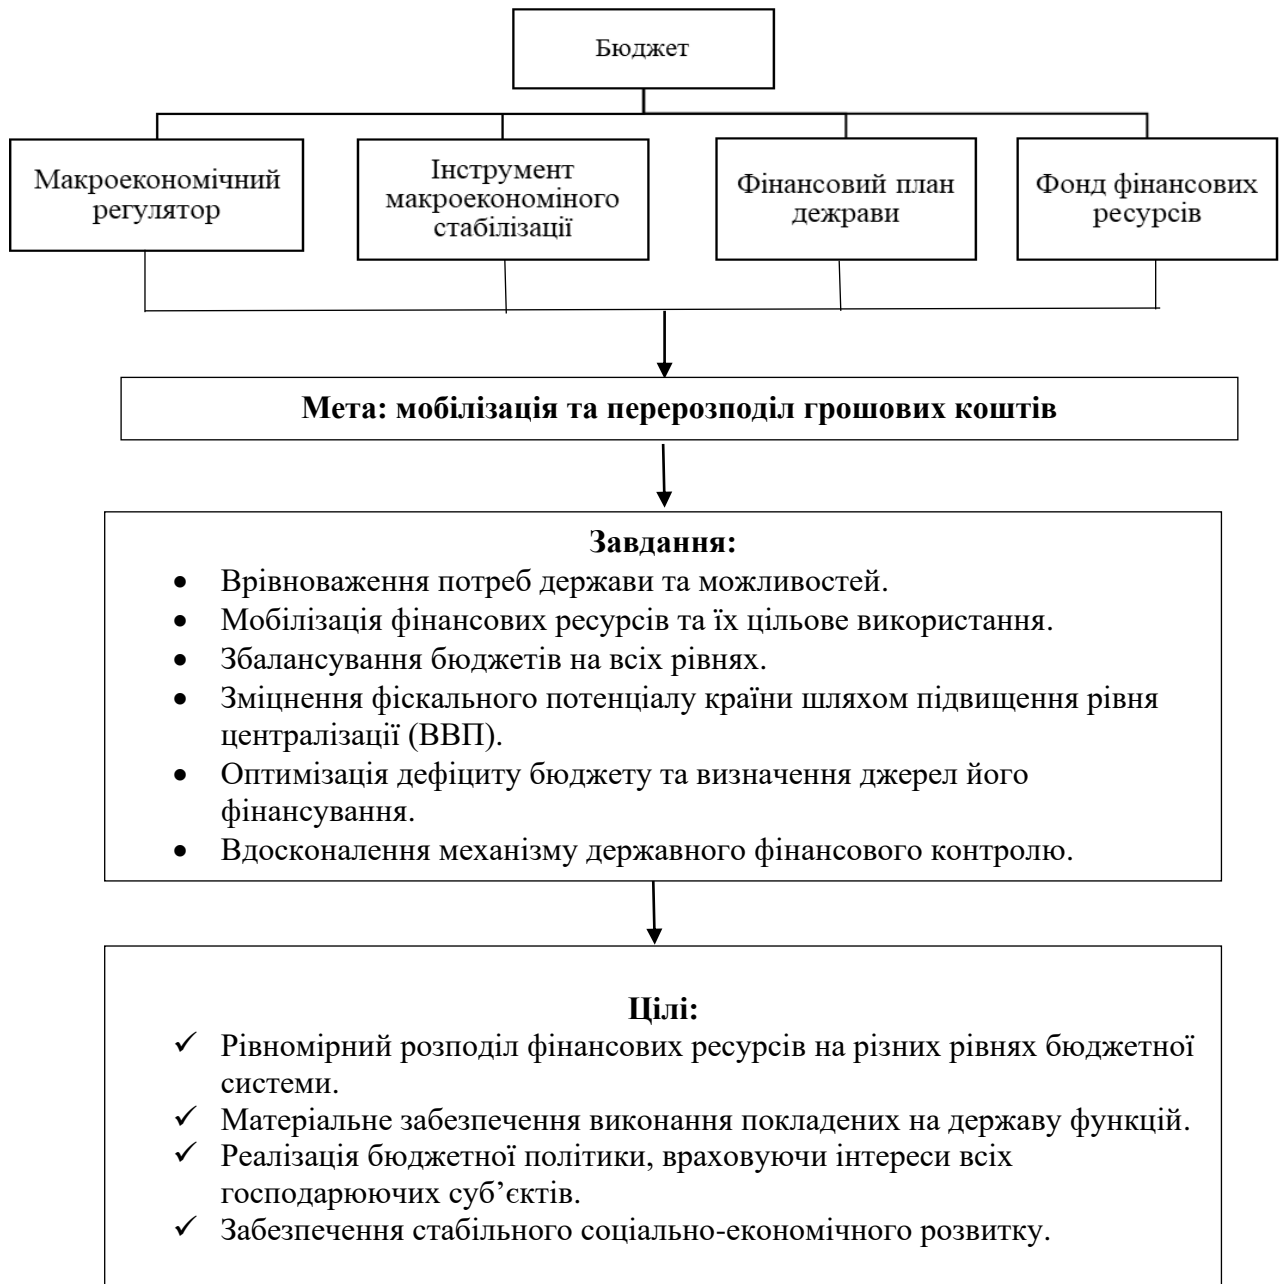 Бюджет
Макроекономічний
регулятор
Інструмент
макроекономіного
стабілізації
Фінансовий план
дежрави
Фонд фінансових
ресурсів
Мета: мобілізація та перерозподіл грошових коштів
Завдання:
• Врівноваження потреб держави та можливостей.
• Мобілізація фінансових ресурсів та їх цільове використання.
• Збалансування бюджетів на всіх рівнях.
• Зміцнення фіскального потенціалу країни шляхом підвищення рівня
централізації (ВВП).
• Оптимізація дефіциту бюджету та визначення джерел його
фінансування.
• Вдосконалення механізму державного фінансового контролю.
Цілі:
✓ Рівномірний розподіл фінансових ресурсів на різних рівнях бюджетної
системи.
✓ Матеріальне забезпечення виконання покладених на державу функцій.
✓ Реалізація бюджетної політики, враховуючи інтереси всіх
господарюючих суб’єктів.
✓ Забезпечення стабільного соціально-економічного розвитку.